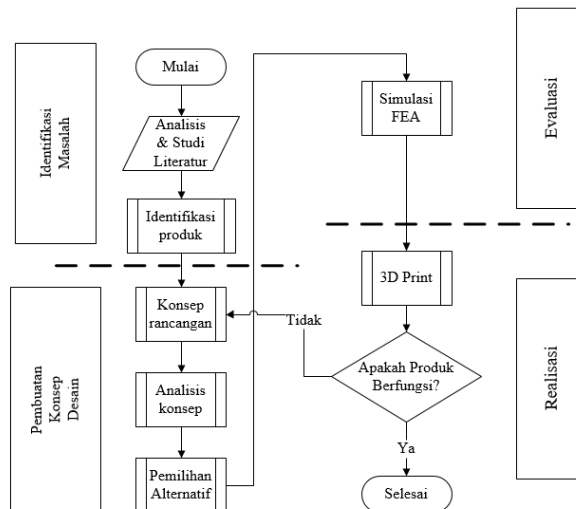 Identifikasi
Masalah
Mulai
Analisis
& Studi
Literatur
Identifikasi
produk
Pembuatan
Konsep
Desain
Konsep
rancangan
Analisis
konsep
Pemilihan
Alternatif
Simulasi
FEA
Evaluasi
3D Print
Apakah Produk
Berfungsi?
Tidak
Ya
Selesai
Realisasi